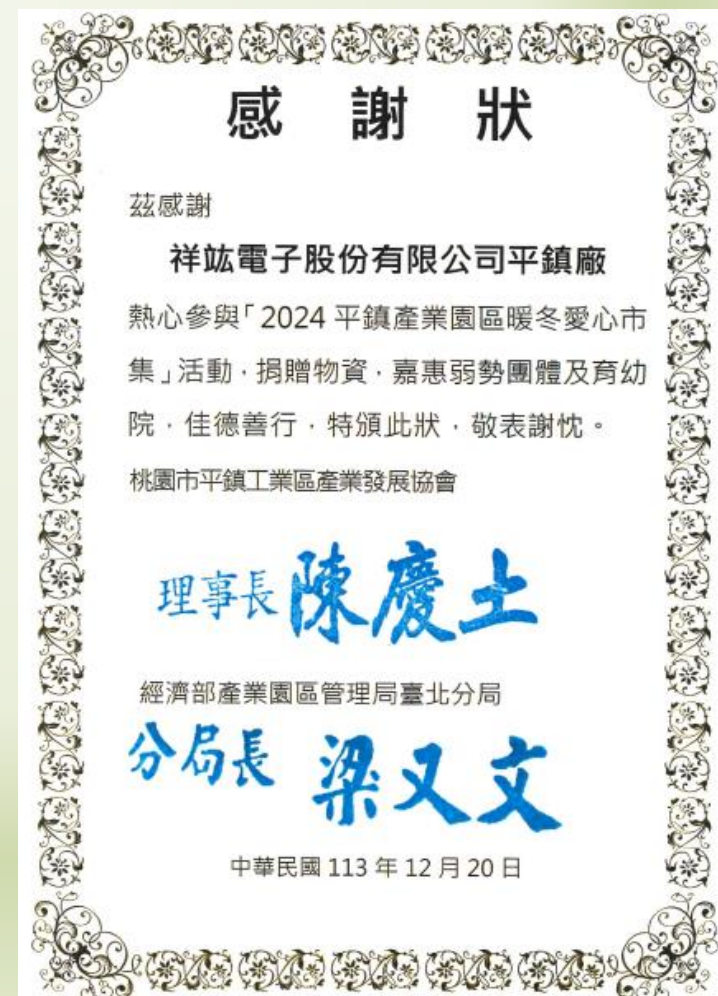 感 謝 狀
茲感謝
祥竑電子股份有限公司平鎮廠
熱心參與「2024 平鎮產業園區暖冬愛心市
集」活動,捐贈物資,嘉惠弱勢團體及育幼
院,佳德善行,特頒此狀,敬表謝忱。
桃園市平鎮工業區產業發展協會
理事長 陳慶土
經濟部產業園區管理局臺北分局
分局長 梁又文
中華民國 113 年 12 月 20 日